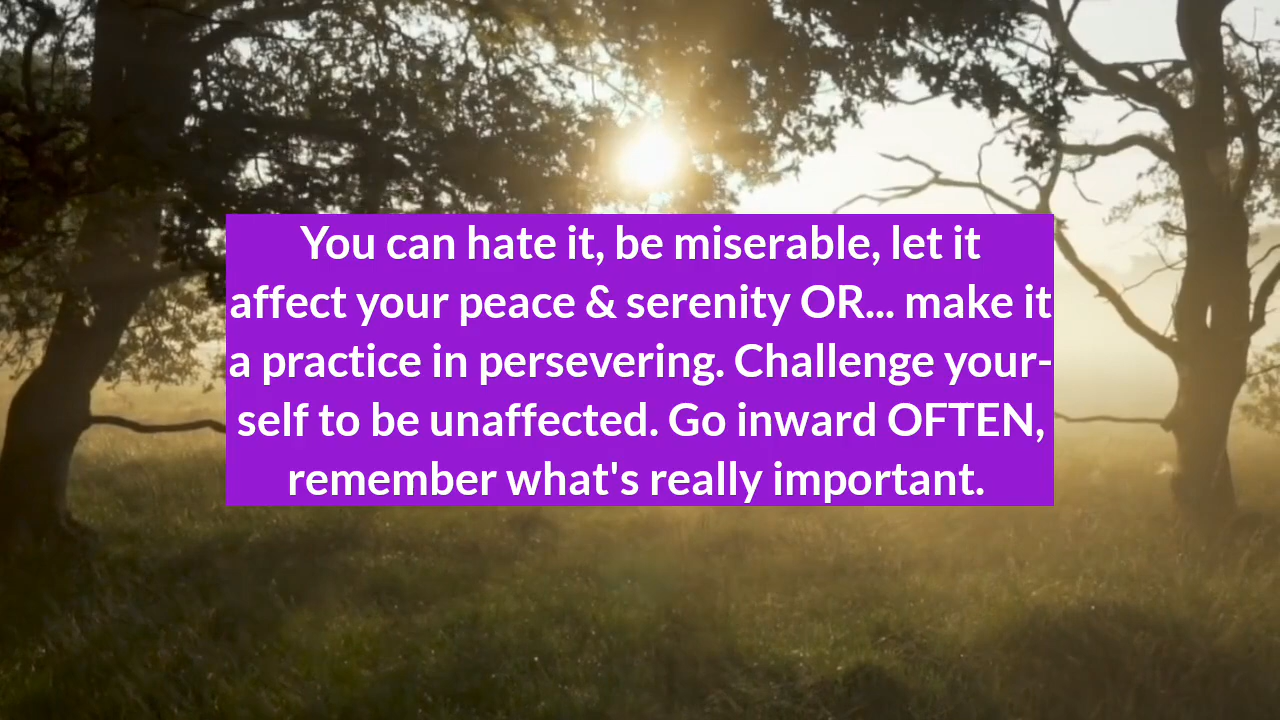 You can hate it, be miserable, let it
affect your peace & serenity OR... make it
a practice in persevering. Challenge your-
self to be unaffected. Go inward OFTEN,
remember what's really important.